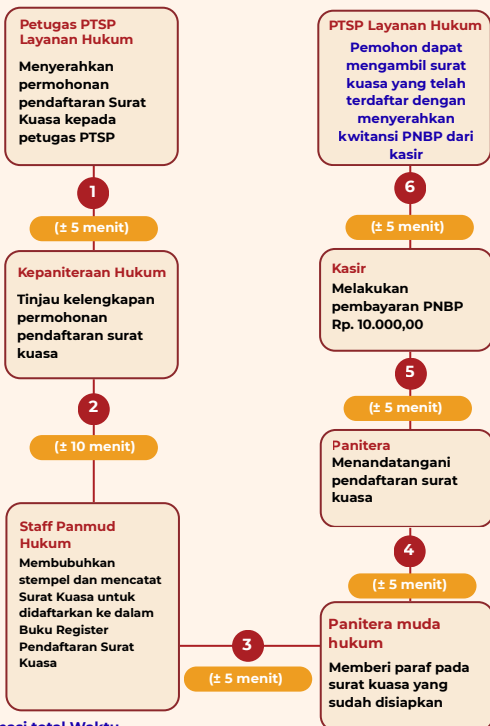 Petugas PTSP
Layanan Hukum
Menyerahkan
permohonan
pendaftaran Surat
Kuasa kepada
petugas PTSP
1
(± 5 menit)
Kepaniteraan Hukum
Tinjau kelengkapan
permohonan
pendaftaran surat
kuasa
2
(± 10 menit)
Staff Panmud
Hukum
Membubuhkan
stempel dan mencatat
Surat Kuasa untuk
didaftarkan ke dalam
Buku Register
Pendaftaran Surat
Kuasa
3
(± 5 menit)
Panitera muda
hukum
Memberi paraf pada
surat kuasa yang
sudah disiapkan
4
(± 5 menit)
Panitera
Menandatangani
pendaftaran surat
kuasa
5
(± 5 menit)
Kasir
Melakukan
pembayaran PNBP
Rp. 10.000,00
6
(± 5 menit)
PTSP Layanan Hukum
Pemohon dapat
mengambil surat
kuasa yang telah
terdaftar dengan
menyerahkan
kwitansi PNBP dari
kasir
total Waktu